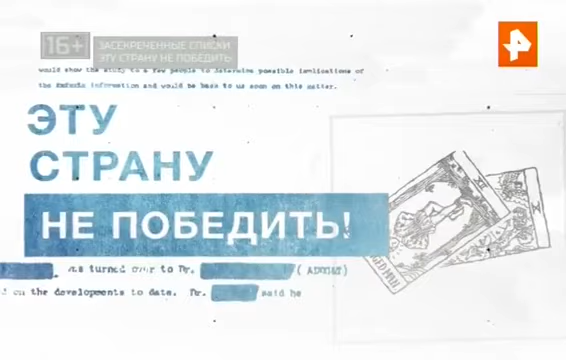 16+
ЗАСЕКРЕЧЕННЫЕ СПИСКИ
ЭТУ СТРАНУ НЕ ПОБЕДИТЬ!
would show the study to a few people to determine possible implications of
the information and would be back to us soon on this matter.
ЭТУ
СТРАНУ
НЕ ПОБЕДИТЬ!
was turned over to Mr.
on the developments to date. Mr. said he